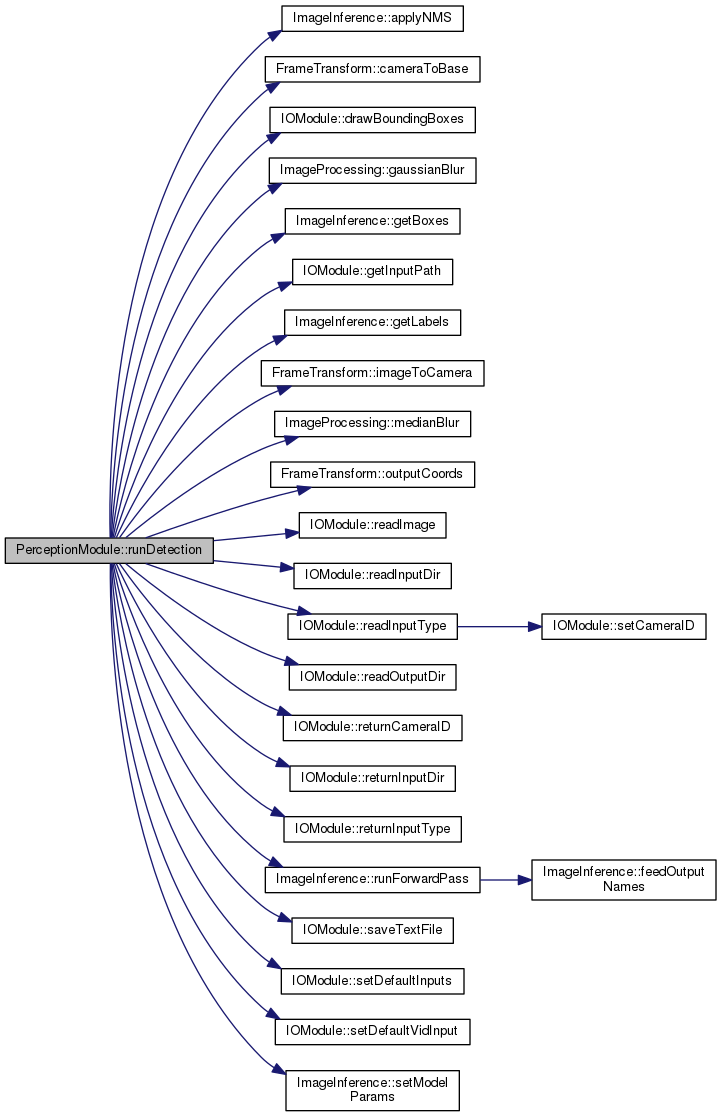 ImageInference::applyNMS
FrameTransform::cameraToBase
IOModule::drawBoundingBoxes
ImageProcessing::gaussianBlur
ImageInference::getBoxes
IOModule::getInputPath
ImageInference::getLabels
FrameTransform::imageToCamera
ImageProcessing::medianBlur
FrameTransform::outputCoords
IOModule::readImage
PerceptionModule::runDetection
IOModule::readInputDir
IOModule::readInputType
IOModule::setCameraID
IOModule::readOutputDir
IOModule::returnCameraID
IOModule::returnInputDir
IOModule::returnInputType
ImageInference::runForwardPass
ImageInference::feedOutput
Names
IOModule::saveTextFile
IOModule::setDefaultInputs
IOModule::setDefaultVidInput
ImageInference::setModel
Params